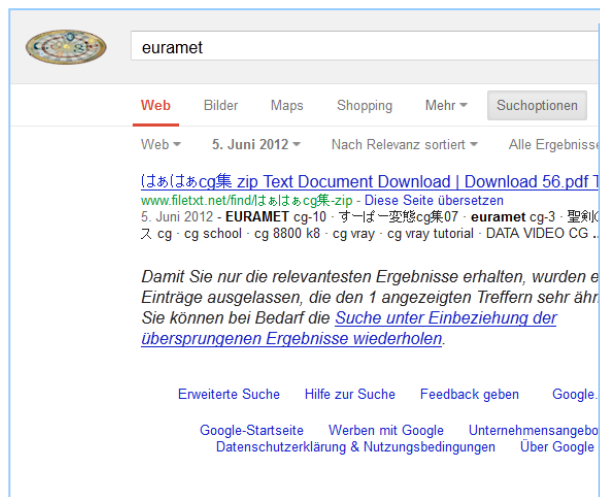 euramet
Web Bilder Maps Shopping Mehr Suchoptionen
Web 5. Juni 2012 Nach Relevanz sortiert Alle Ergebnisse
はぁはぁcg集 zip Text Document Download | Download 56.pdf T
www.filetxt.net/find/はぁはぁcg集-zip - Diese Seite übersetzen
5. Juni 2012 - EURAMET cg-10 · すーぱー変態cg集07 · euramet cg-3 · 聖剣
ス cg · cg school · cg 8800 k8 · cg vray · cg vray tutorial · DATA VIDEO CG ..
Damit Sie nur die relevantesten Ergebnisse erhalten, wurden e
Einträge ausgelassen, die den 1 angezeigten Treffern sehr ähn
Sie können bei Bedarf die Suche unter Einbeziehung der
übersprungenen Ergebnisse wiederholen.
Erweiterte Suche Hilfe zur Suche Feedback geben Google.
Google-Startseite Werben mit Google Unternehmensangebo
Datenschutzerklärung & Nutzungsbedingungen Über Google